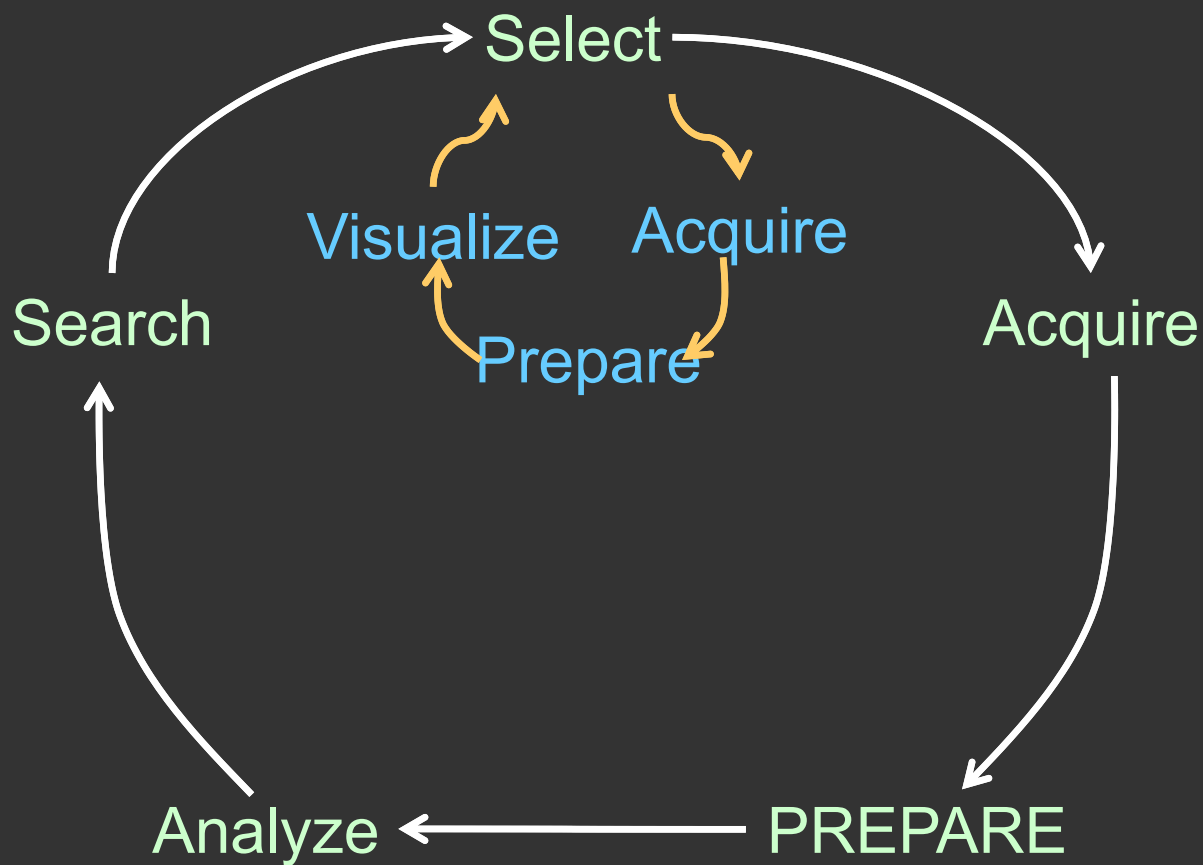 Select
Visualize
Acquire
Search
Acquire
Prepare
Analyze
PREPARE